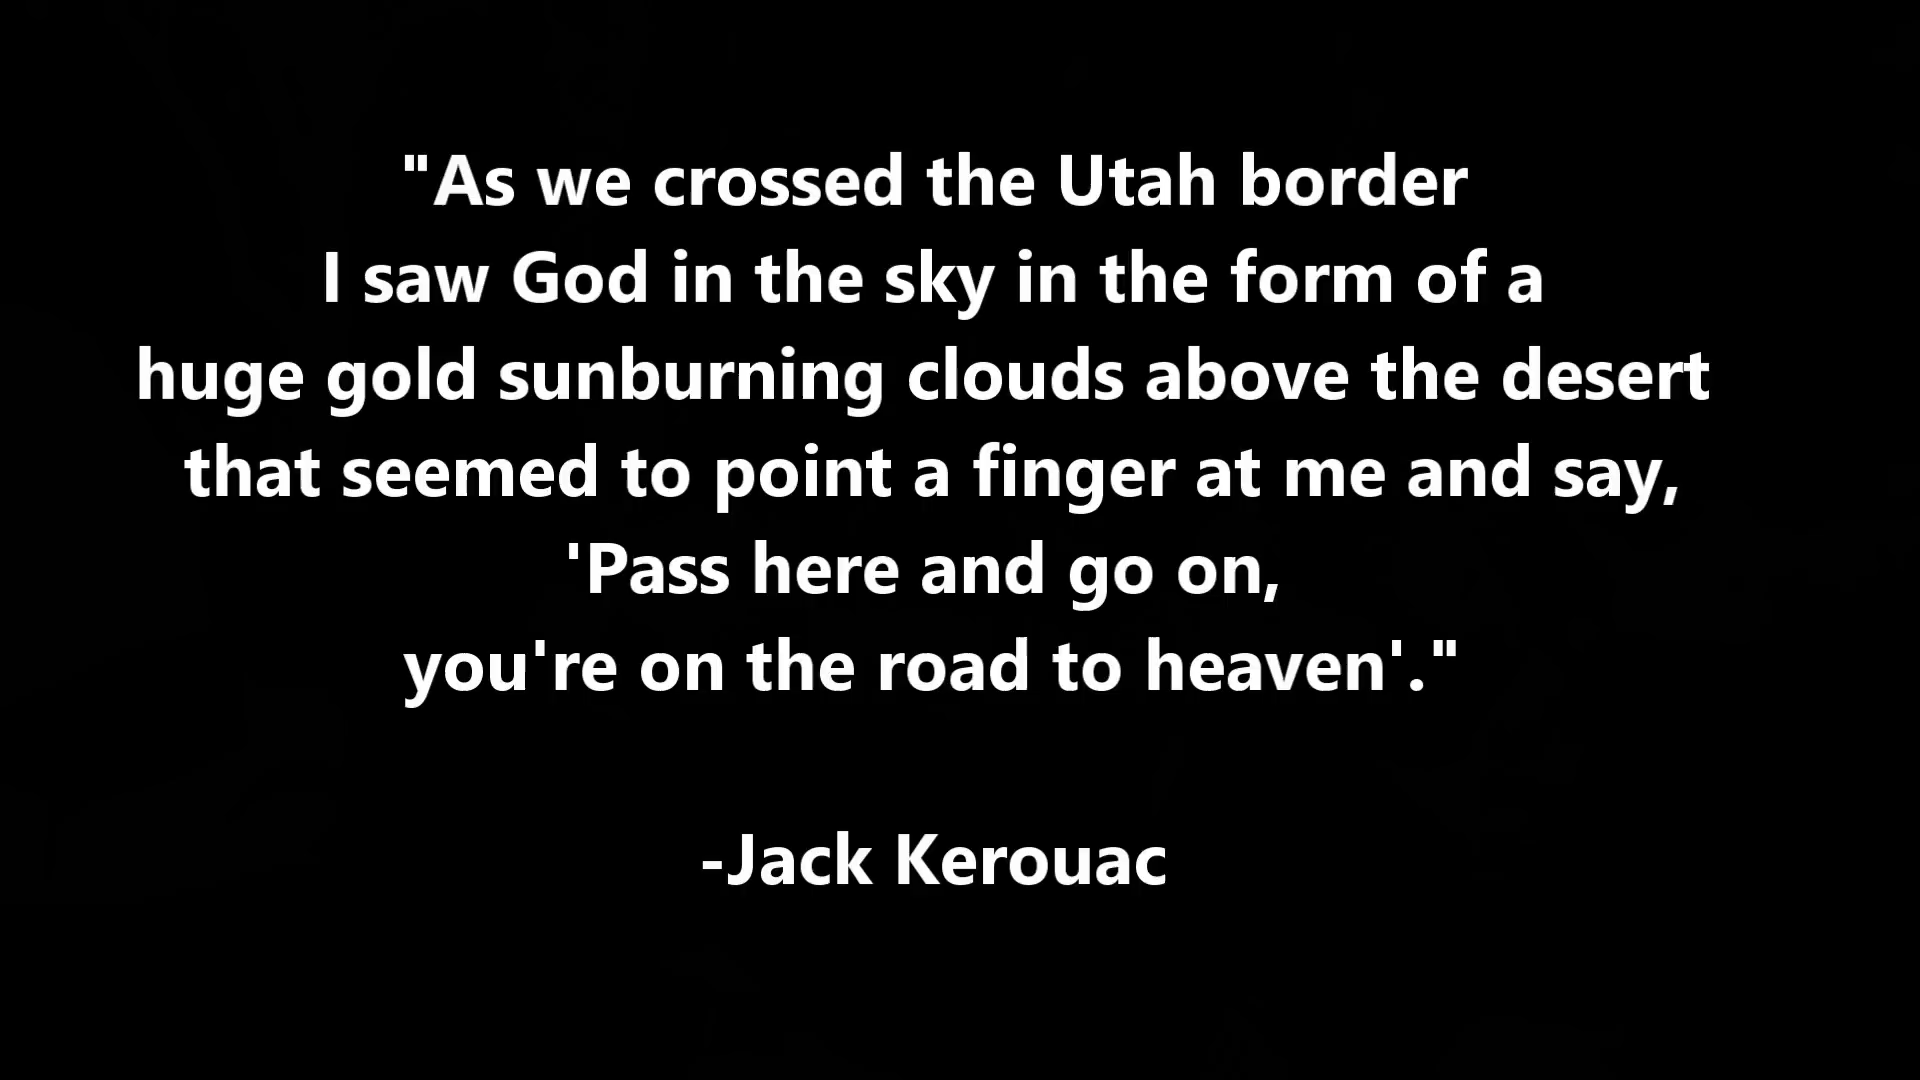 "As we crossed the Utah border
I saw God in the sky in the form of a
huge gold sunburning clouds above the desert
that seemed to point a finger at me and say,
'Pass here and go on,
you're on the road to heaven'."
-Jack Kerouac